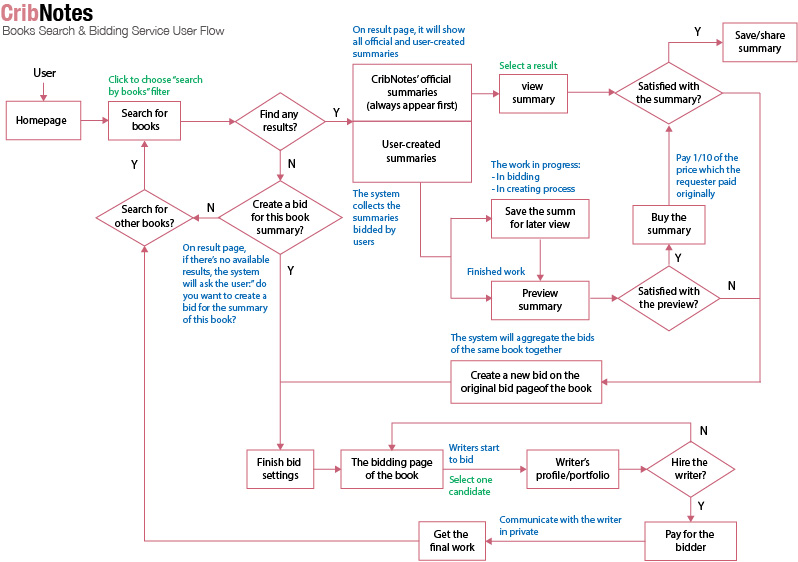 CribNotes
Books Search & Bidding Service User Flow
User
Homepage
Click to choose “search
by books” filter
Search for
books
Find any
results?
Y
N
On result page, it will show
all official and user-created
summaries
CribNotes' official
summaries
(always appear first)
User-created
summaries
Select a result
view
summary
Satisfied with
the summary?
Y
Save/share
summary
Y
Search for
other books?
N
Create a bid
for this book
summary?
Y
The system
collects the
summaries
bidded by
users
The work in progress:
- In bidding
- In creating process
Save the summ
for later view
Finished work
Preview
summary
Pay 1/10 of the
price which the
requester paid
originally
Buy the
summary
Y
Satisfied with
the preview?
N
On result page,
if there's no available
results, the system
will ask the user:" do
you want to create a
bid for the summary
of this book?
The system will aggregate the bids
of the same book together
Create a new bid on the
original bid pageof the book
Finish bid
settings
The bidding page
of the book
Writers start
to bid
Select one
candidate
Writer's
profile/portfolio
Hire the
writer?
N
Y
Pay for the
bidder
Communicate with the writer
in private
Get the
final work